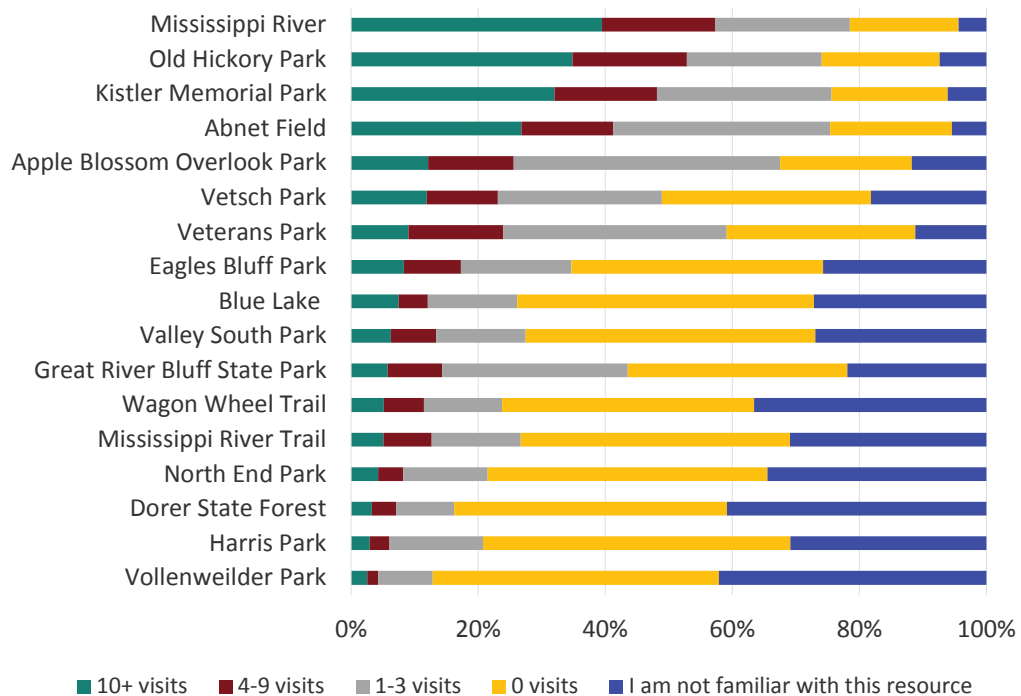 Mississippi River
Old Hickory Park
Kistler Memorial Park
Abnet Field
Apple Blossom Overlook Park
Vetsch Park
Veterans Park
Eagles Bluff Park
Blue Lake
Valley South Park
Great River Bluff State Park
Wagon Wheel Trail
Mississippi River Trail
North End Park
Dorer State Forest
Harris Park
Vollenweilder Park
0% 20% 40% 60% 80% 100%
10+ visits 4-9 visits 1-3 visits 0 visits I am not familiar with this resource